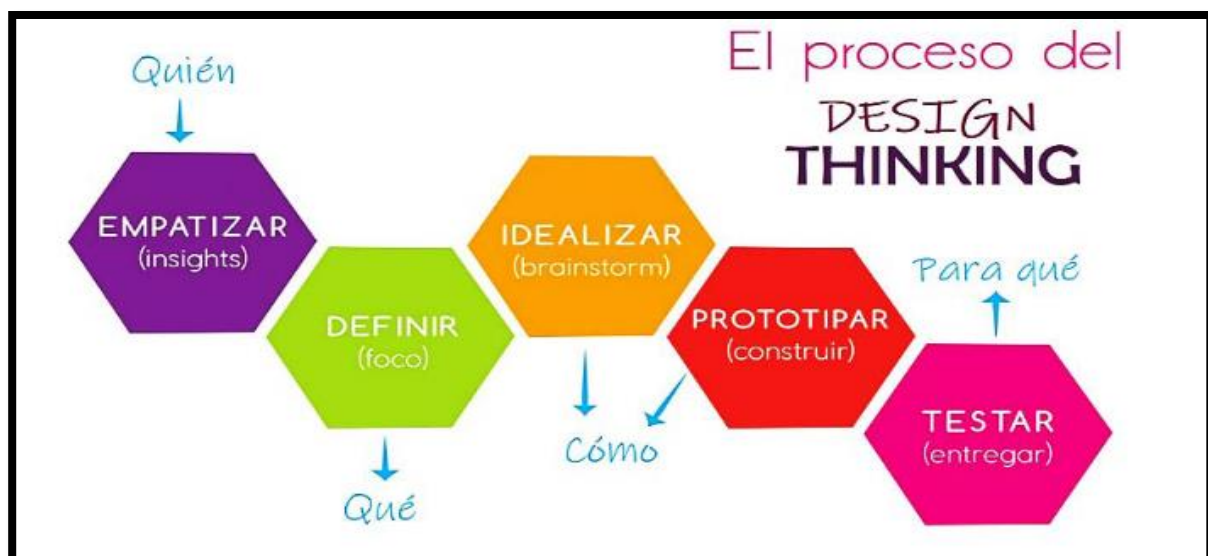 El proceso del
DESIGN
THINKING
Quién
EMPATIZAR
(insights)
DEFINIR
(foco)
Qué
IDEALIZAR
(brainstorm)
Cómo
PROTOTIPAR
(construir)
Para qué
TESTAR
(entregar)